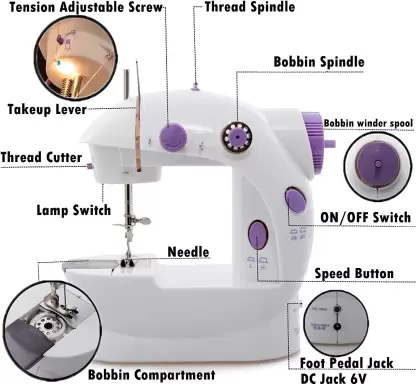 Tension Adjustable Screw
Thread Spindle
Bobbin Spindle
Takeup Lever
Bobbin winder spool
Thread Cutter
Lamp Switch
ON/OFF Switch
Needle
Speed Button
Foot Pedal Jack
DC Jack 6V
Bobbin Compartment